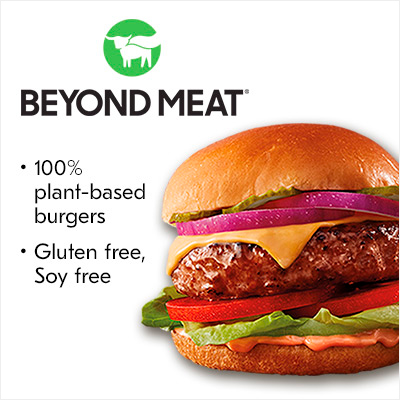 BEYOND MEAT®
• 100%
plant-based
burgers
• Gluten free,
Soy free